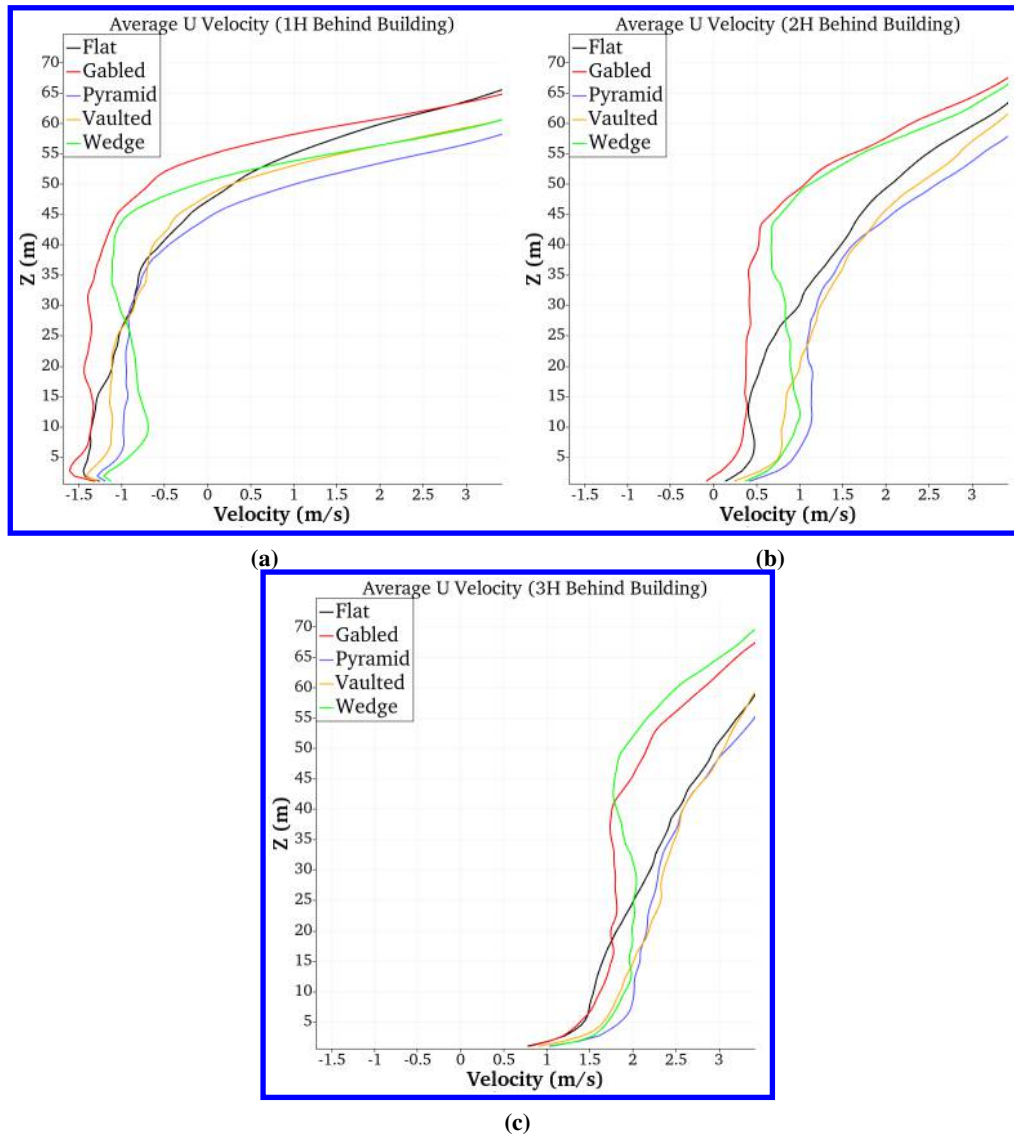 Average U Velocity (1H Behind Building)
Flat
Gabled
Pyramid
Vaulted
Wedge
70
65
60
55
50
45
40
35
30
25
20
15
10
5
Z (m)
-1.5 -1 -0.5 0 0.5 1 1.5 2 2.5 3
Velocity (m/s)
(a)
Average U Velocity (2H Behind Building)
Flat
Gabled
Pyramid
Vaulted
Wedge
70
65
60
55
50
45
40
35
30
25
20
15
10
5
Z (m)
-1.5 -1 -0.5 0 0.5 1 1.5 2 2.5 3
Velocity (m/s)
(b)
Average U Velocity (3H Behind Building)
Flat
Gabled
Pyramid
Vaulted
Wedge
70
65
60
55
50
45
40
35
30
25
20
15
10
5
Z (m)
-1.5 -1 -0.5 0 0.5 1 1.5 2 2.5 3
Velocity (m/s)
(c)